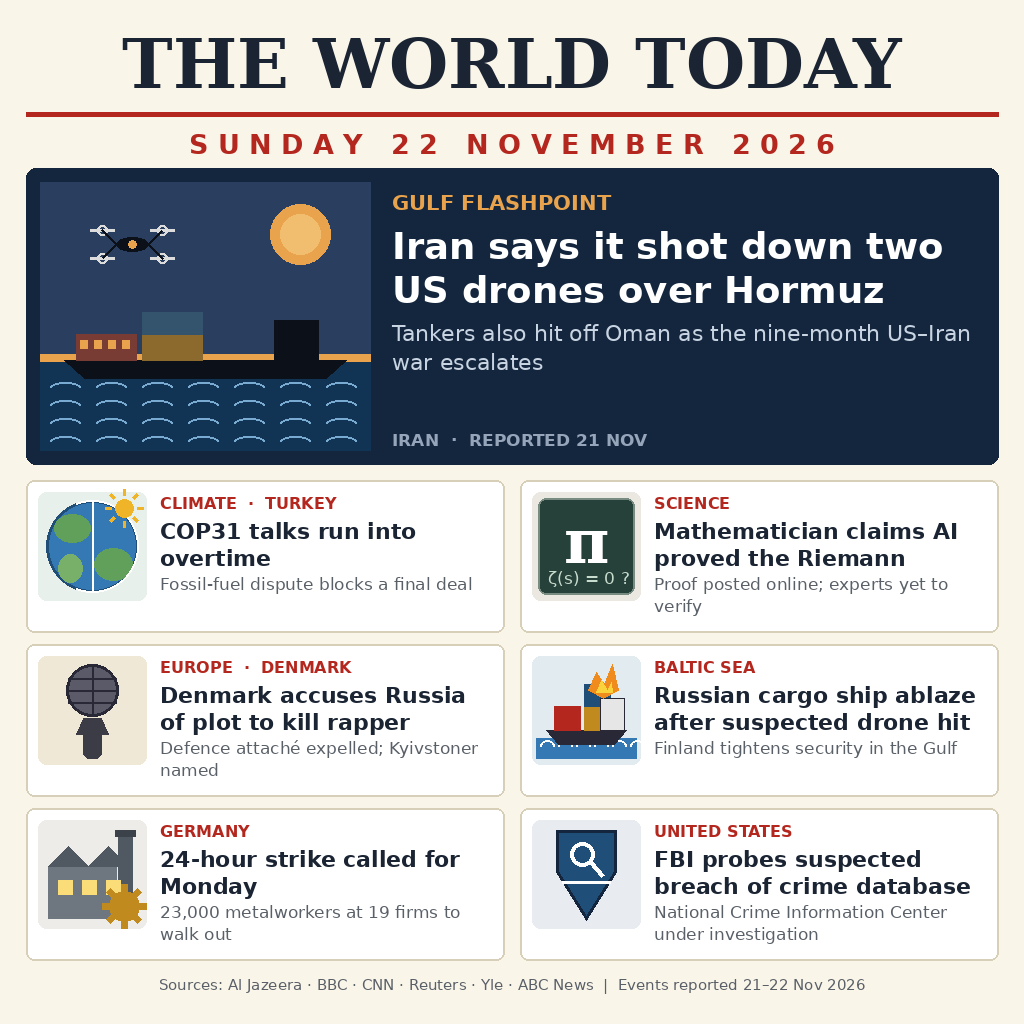 THE WORLD TODAY
SUNDAY 22 NOVEMBER 2026
GULF FLASHPOINT
Iran says it shot down two
US drones over Hormuz
Tankers also hit off Oman as the nine-month US–Iran
war escalates
IRAN · REPORTED 21 NOV
CLIMATE · TURKEY
COP31 talks run into
overtime
Fossil-fuel dispute blocks a final deal
π
ζ(s) = 0 ?
SCIENCE
Mathematician claims AI
proved the Riemann
Proof posted online; experts yet to
verify
EUROPE · DENMARK
Denmark accuses Russia
of plot to kill rapper
Defence attaché expelled; Kyivstoner
named
BALTIC SEA
Russian cargo ship ablaze
after suspected drone hit
Finland tightens security in the Gulf
GERMANY
24-hour strike called for
Monday
23,000 metalworkers at 19 firms to
walk out
UNITED STATES
FBI probes suspected
breach of crime database
National Crime Information Center
under investigation
Sources: Al Jazeera · BBC · CNN · Reuters · Yle · ABC News | Events reported 21–22 Nov 2026